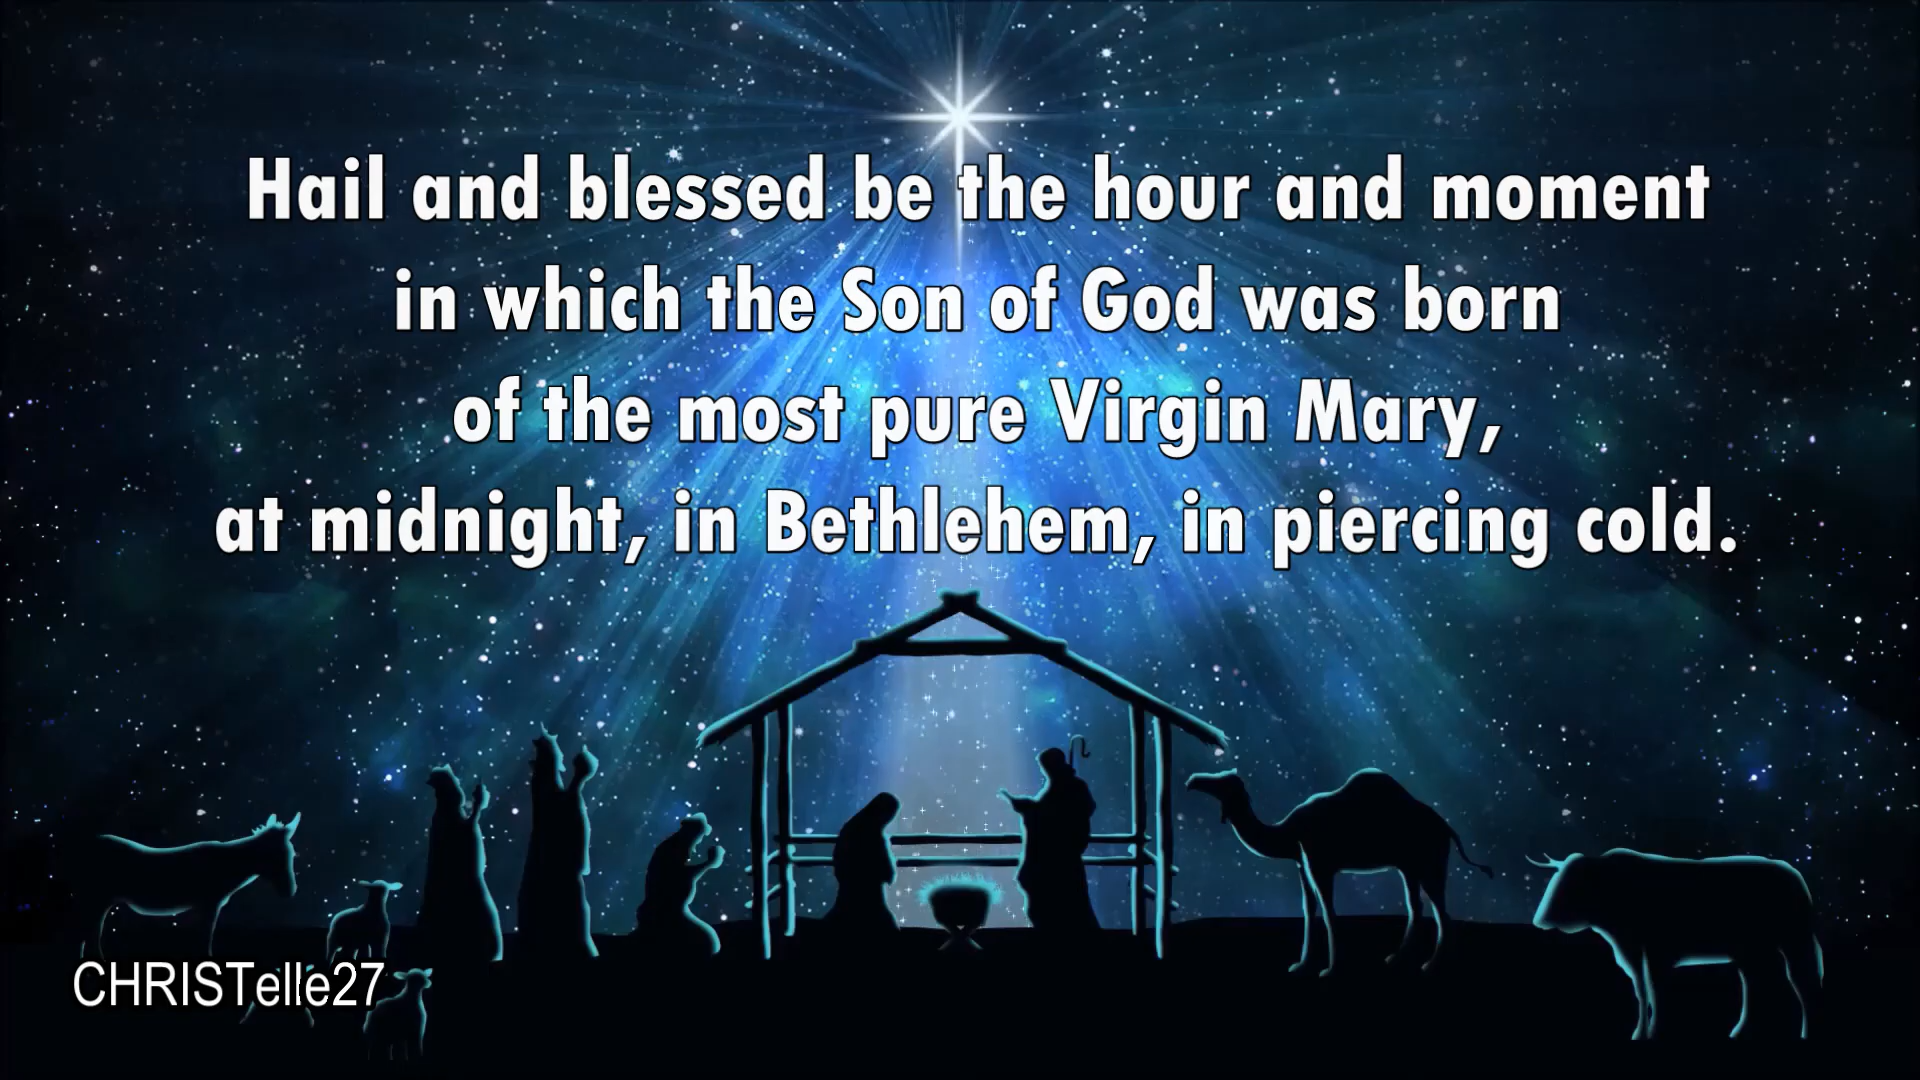 Hail and blessed be the hour and moment
in which the Son of God was born
of the most pure Virgin Mary,
at midnight, in Bethlehem, in piercing cold.
CHRISTelle27